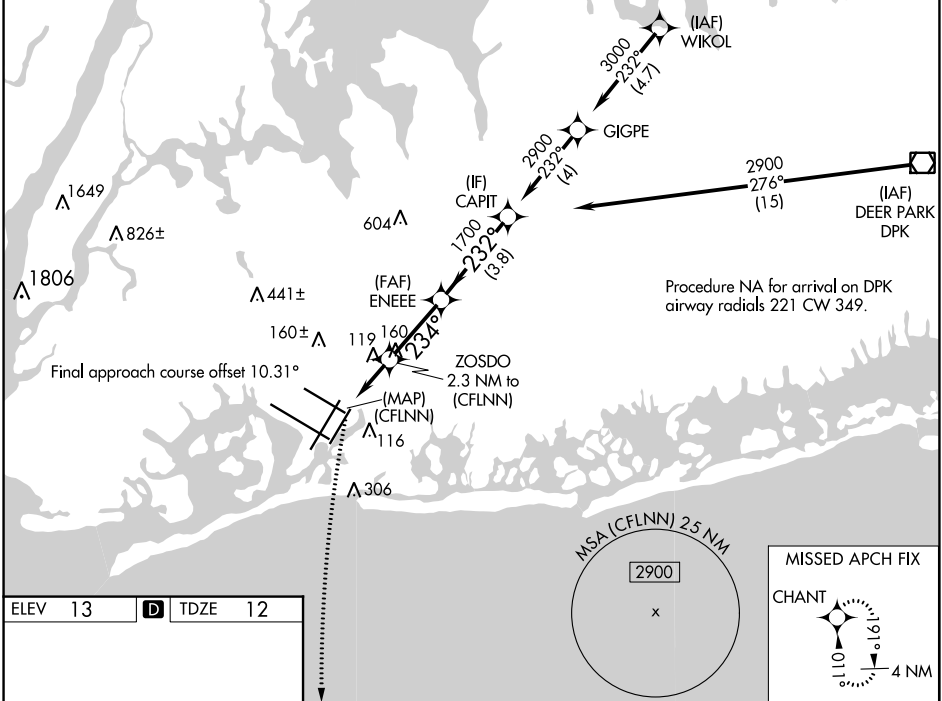 (IAF)
WIKOL
3000
232°
(4.7)
GIGPE
2900
232°
(4)
2900
276°
(15)
(IAF)
DEER PARK
DPK
(IF)
CAPIT
1649
826±
604
1700
232°
(3.8)
1806
441±
(FAF)
ENEEE
Procedure NA for arrival on DPK
airway radials 221 CW 349.
160±
119
160
234°
ZOSDO
2.3 NM to
(CFLNN)
Final approach course offset 10.31°
(MAP)
(CFLNN)
116
306
MSA (CFLNN) 25 NM
2900
x
MISSED APCH FIX
CHANT
191°
011°
4 NM
ELEV 13 D TDZE 12